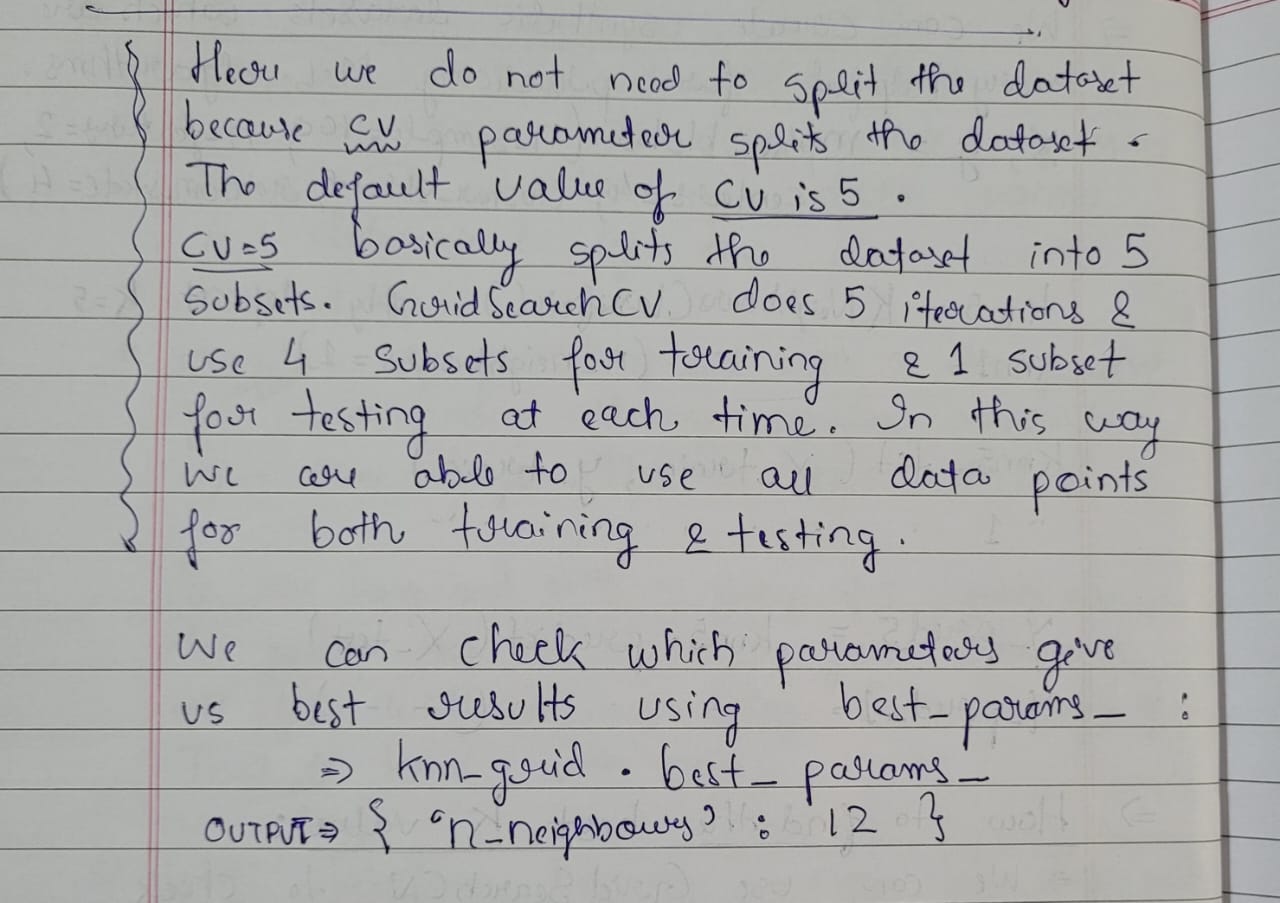 Here we do not need to split the dataset
because cv parameter splits the dataset.
The default value of cv is 5.
CV=5 basically splits the dataset into 5
subsets. GridSearchCV does 5 iterations &
use 4 subsets for training & 1 subset
for testing at each time. In this way
we are able to use all data points
for both training & testing.
We can check which parameters give
us best results using best_params_ :
⇒ knn_grid . best_params_
OUTPUT ⇒ { 'n_neighbours' : 12 }